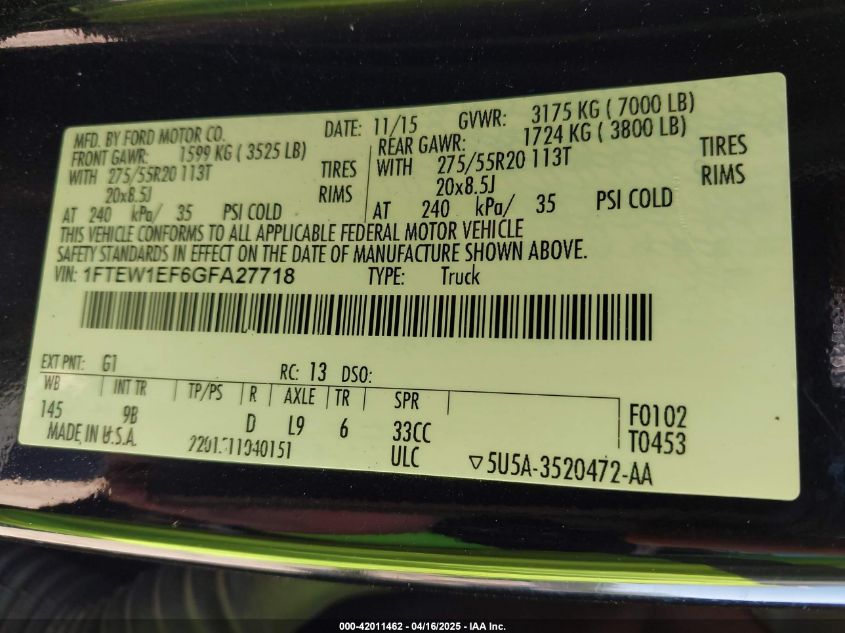 MFD. BY FORD MOTOR CO. DATE: 11/15 GVWR: 3175 KG ( 7000 LB)
FRONT GAWR: 1599 KG ( 3525 LB) REAR GAWR: 1724 KG ( 3800 LB)
WITH 275/55R20 113T TIRES WITH 275/55R20 113T TIRES
20x8.5J RIMS 20x8.5J RIMS
AT 240 kPa/ 35 PSI COLD AT 240 kPa/ 35 PSI COLD
THIS VEHICLE CONFORMS TO ALL APPLICABLE FEDERAL MOTOR VEHICLE
SAFETY STANDARDS IN EFFECT ON THE DATE OF MANUFACTURE SHOWN ABOVE.
VIN: 1FTEW1EF6GFA27718 TYPE: Truck
EXT PNT: G1 RC: 13 DSO:
WB INT TR TP/PS R AXLE TR SPR
145 9B D L9 6 33CC F0102
MADE IN U.S.A. ULC T0453
▽5U5A-3520472-AA
000-42011462 - 04/16/2025 - IAA Inc.